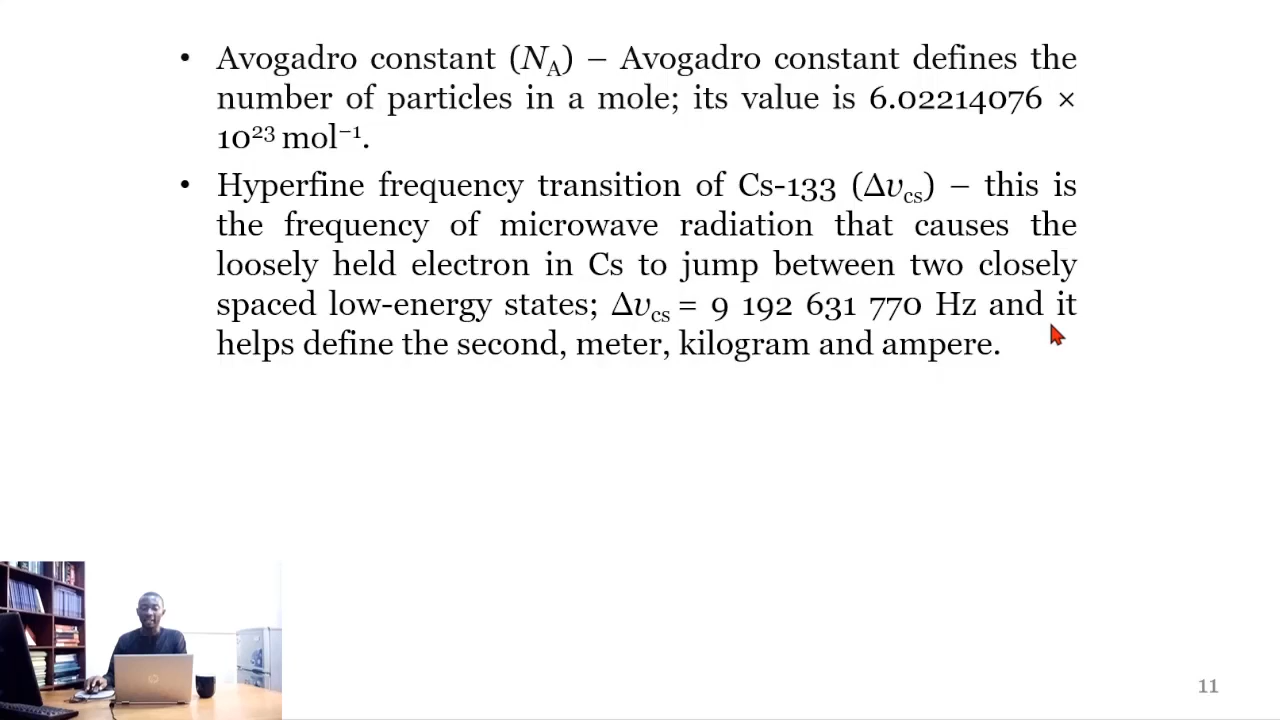 • Avogadro constant (N_A) – Avogadro constant defines the
number of particles in a mole; its value is 6.02214076 ×
10²³ mol⁻¹.
• Hyperfine frequency transition of Cs-133 (Δν_cs) – this is
the frequency of microwave radiation that causes the
loosely held electron in Cs to jump between two closely
spaced low-energy states; Δν_cs = 9 192 631 770 Hz and it
helps define the second, meter, kilogram and ampere.
11